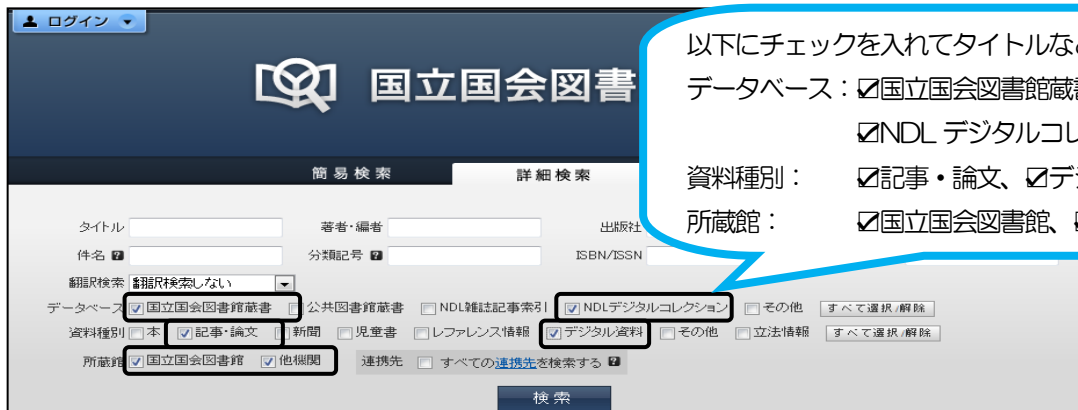 ログイン
国立国会図書
以下にチェックを入れてタイトルな
データベース：☑国立国会図書館蔵
☑NDL デジタルコレ
資料種別： ☑記事・論文、☑デ
所蔵館： ☑国立国会図書館、
簡易検索 詳細検索
タイトル 著者・編者 出版社
件名 ? 分類記号 ? ISBN/ISSN
翻訳検索 翻訳検索しない
データベース 国立国会図書館蔵書 公共図書館蔵書 NDL雑誌記事索引 NDLデジタルコレクション その他 すべて選択/解除
資料種別 本 記事・論文 新聞 児童書 レファレンス情報 デジタル資料 その他 立法情報 すべて選択/解除
所蔵館 国立国会図書館 他機関 連携先 すべての連携先を検索する ?
検索